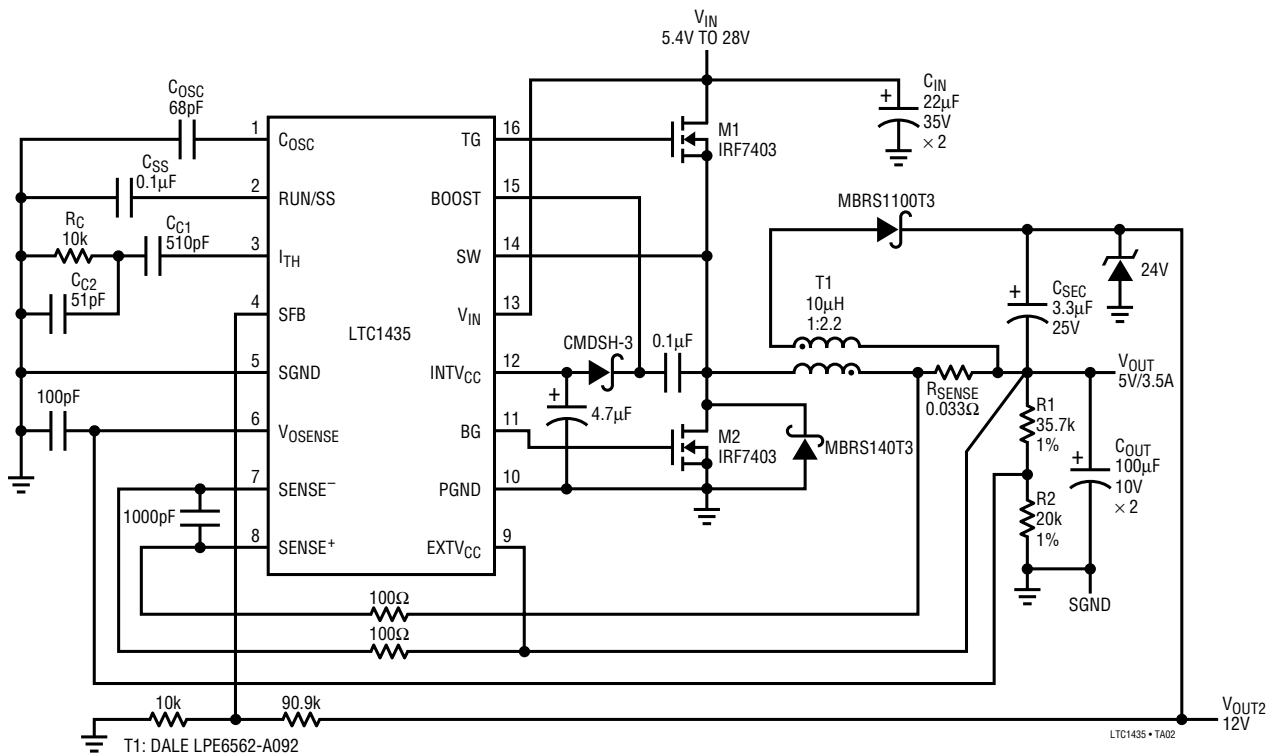 V_IN
5.4V TO 28V
C_OSC
68pF
C_SS
0.1µF
R_C
10k
C_C1
510pF
C_C2
51pF
100pF
1000pF
1
2
3
4
5
6
7
8
C_OSC
RUN/SS
I_TH
SFB
SGND
V_OSENSE
SENSE–
SENSE+
LTC1435
TG
BOOST
SW
V_IN
INTV_CC
BG
PGND
EXTV_CC
16
15
14
13
12
11
10
9
CMDSH-3
0.1µF
+
4.7µF
M1
IRF7403
M2
IRF7403
MBRS140T3
+
C_IN
22µF
35V
× 2
MBRS1100T3
T1
10µH
1:2.2
R_SENSE
0.033Ω
+
C_SEC
3.3µF
25V
24V
V_OUT
5V/3.5A
R1
35.7k
1%
R2
20k
1%
+
C_OUT
100µF
10V
× 2
SGND
100Ω
100Ω
10k
90.9k
V_OUT2
12V
T1: DALE LPE6562-A092
LTC1435 • TA02